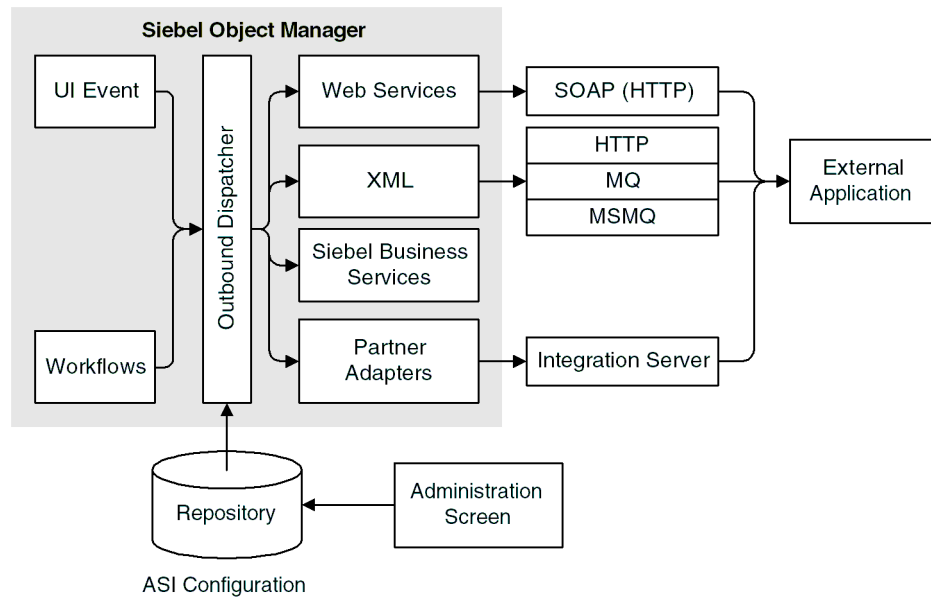 Siebel Object Manager
UI Event
Workflows
Outbound Dispatcher
Web Services
XML
Siebel Business
Services
Partner
Adapters
SOAP (HTTP)
HTTP
MQ
MSMQ
Integration Server
External
Application
Repository
Administration
Screen
ASI Configuration